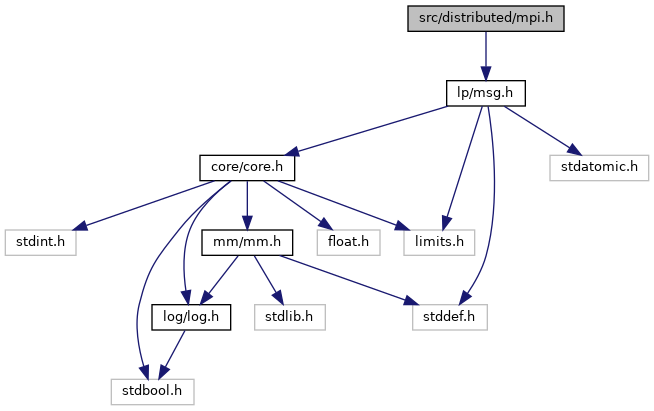 src/distributed/mpi.h
lp/msg.h
core/core.h
stdatomic.h
stdint.h
mm/mm.h
float.h
limits.h
log/log.h
stdlib.h
stddef.h
stdbool.h